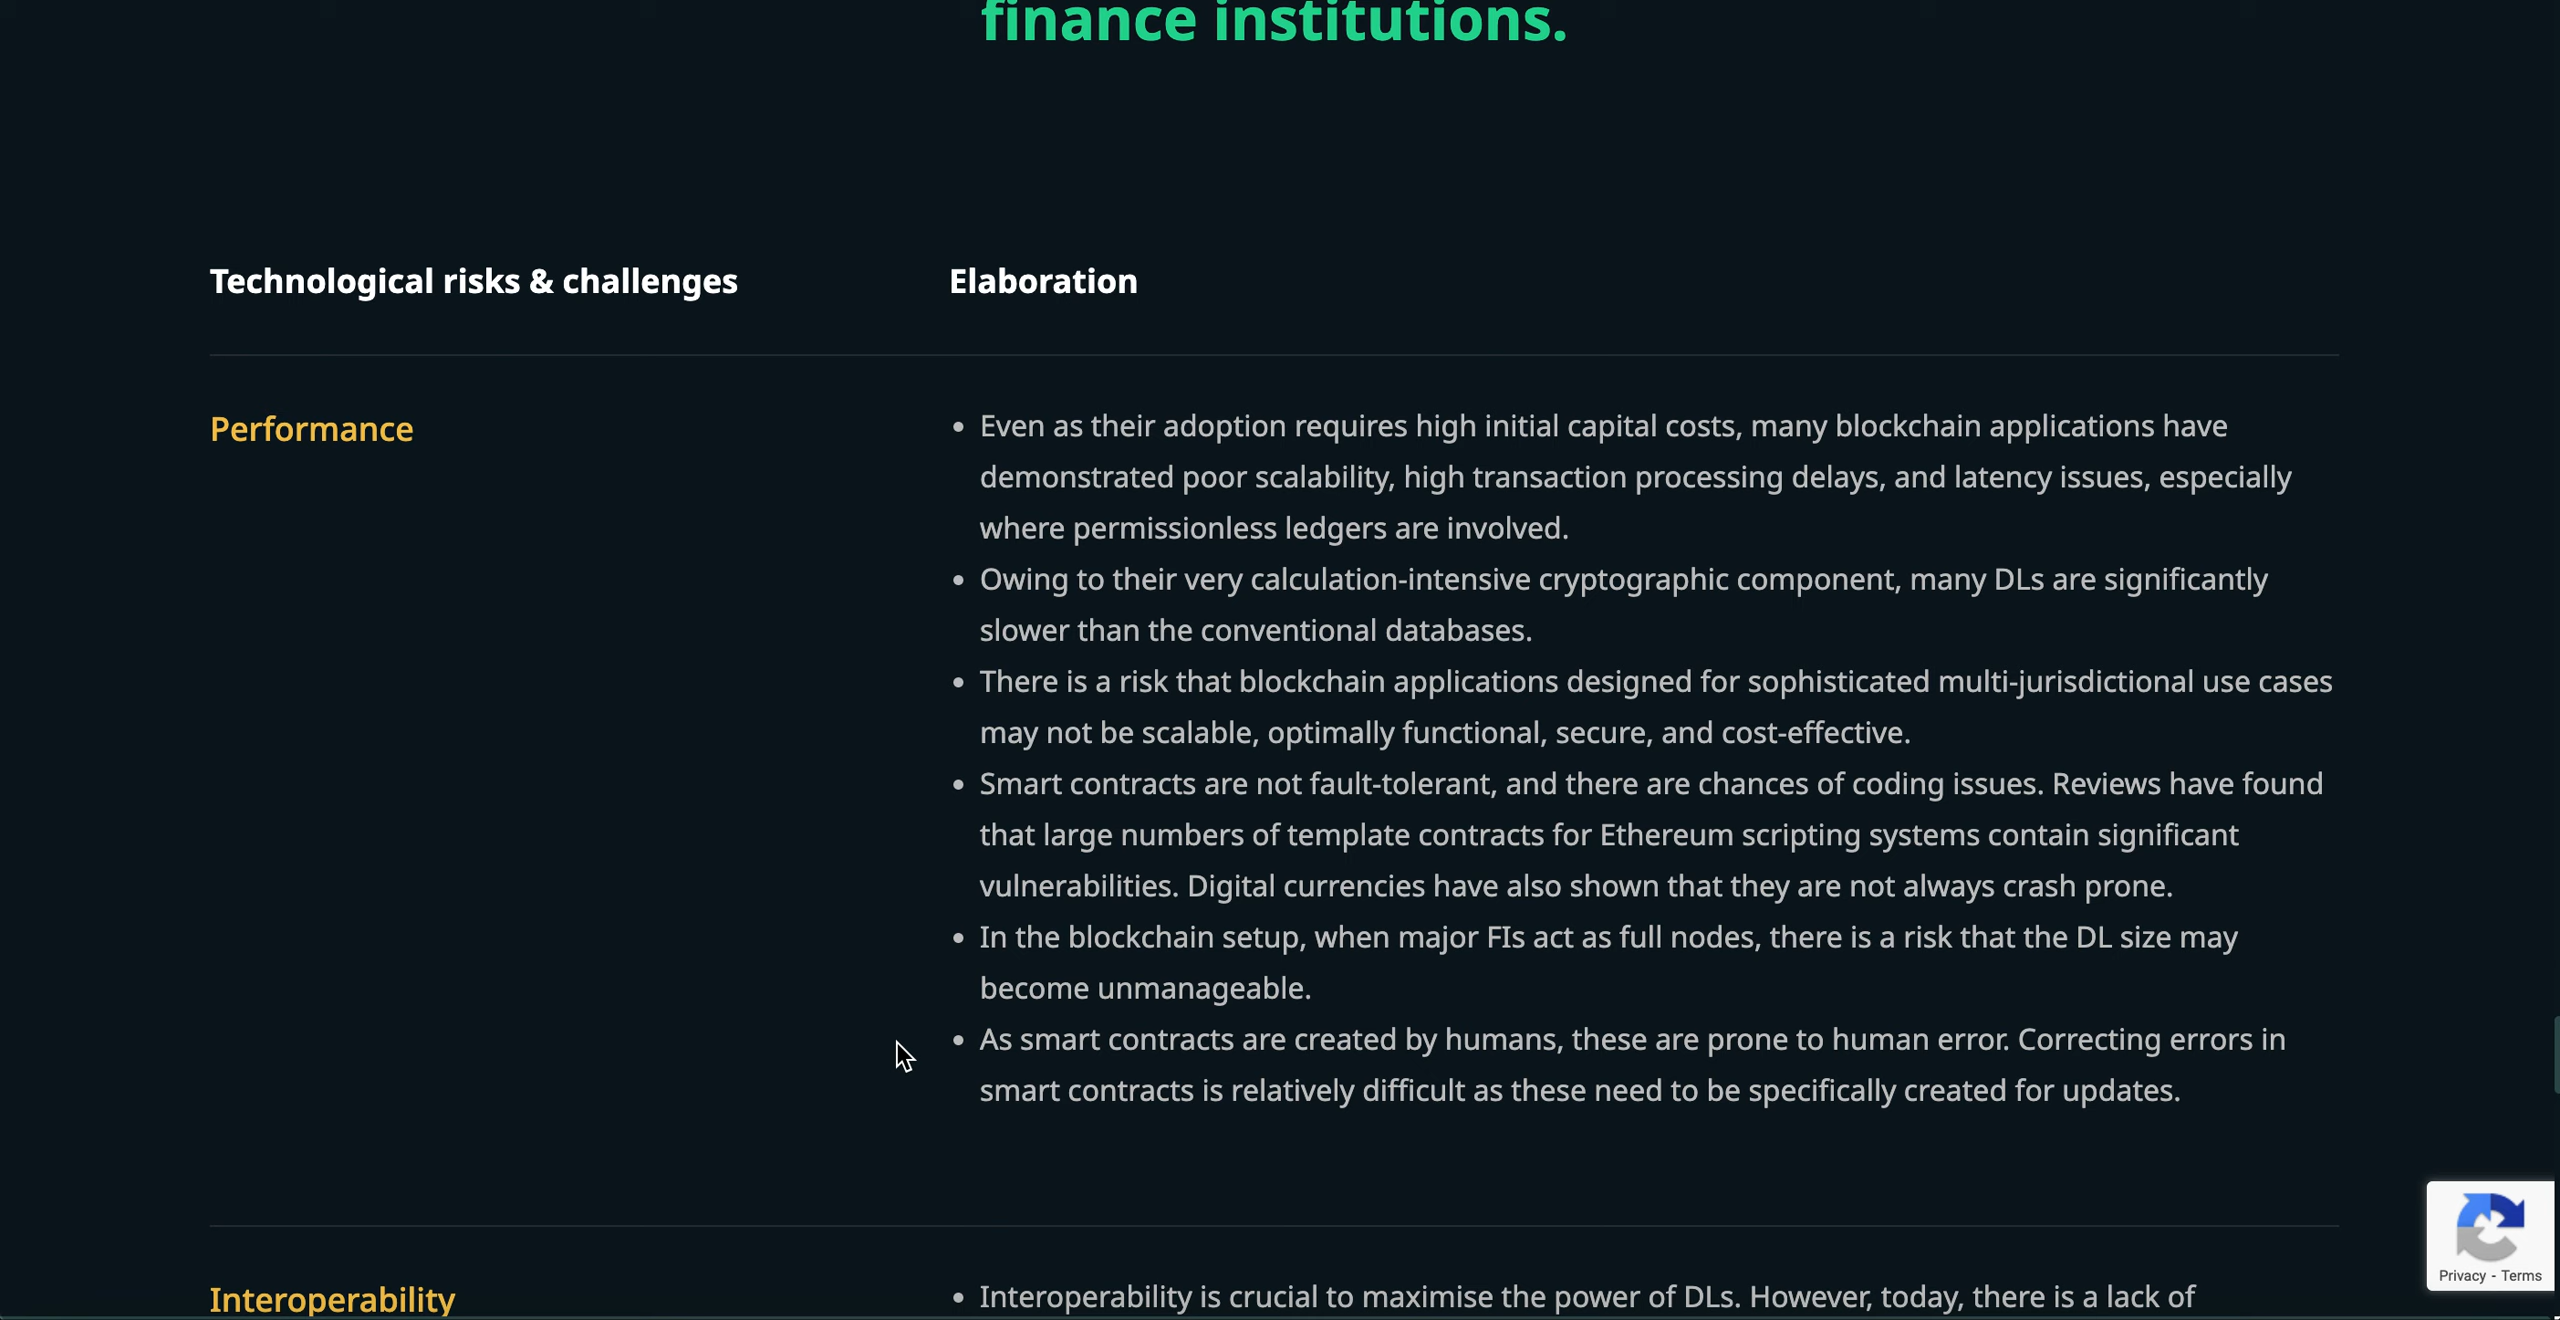 finance institutions.
Technological risks & challenges
Elaboration
Performance
• Even as their adoption requires high initial capital costs, many blockchain applications have
demonstrated poor scalability, high transaction processing delays, and latency issues, especially
where permissionless ledgers are involved.
• Owing to their very calculation-intensive cryptographic component, many DLs are significantly
slower than the conventional databases.
• There is a risk that blockchain applications designed for sophisticated multi-jurisdictional use cases
may not be scalable, optimally functional, secure, and cost-effective.
• Smart contracts are not fault-tolerant, and there are chances of coding issues. Reviews have found
that large numbers of template contracts for Ethereum scripting systems contain significant
vulnerabilities. Digital currencies have also shown that they are not always crash prone.
• In the blockchain setup, when major FIs act as full nodes, there is a risk that the DL size may
become unmanageable.
• As smart contracts are created by humans, these are prone to human error. Correcting errors in
smart contracts is relatively difficult as these need to be specifically created for updates.
Interoperability
• Interoperability is crucial to maximise the power of DLs. However, today, there is a lack of
Privacy - Terms